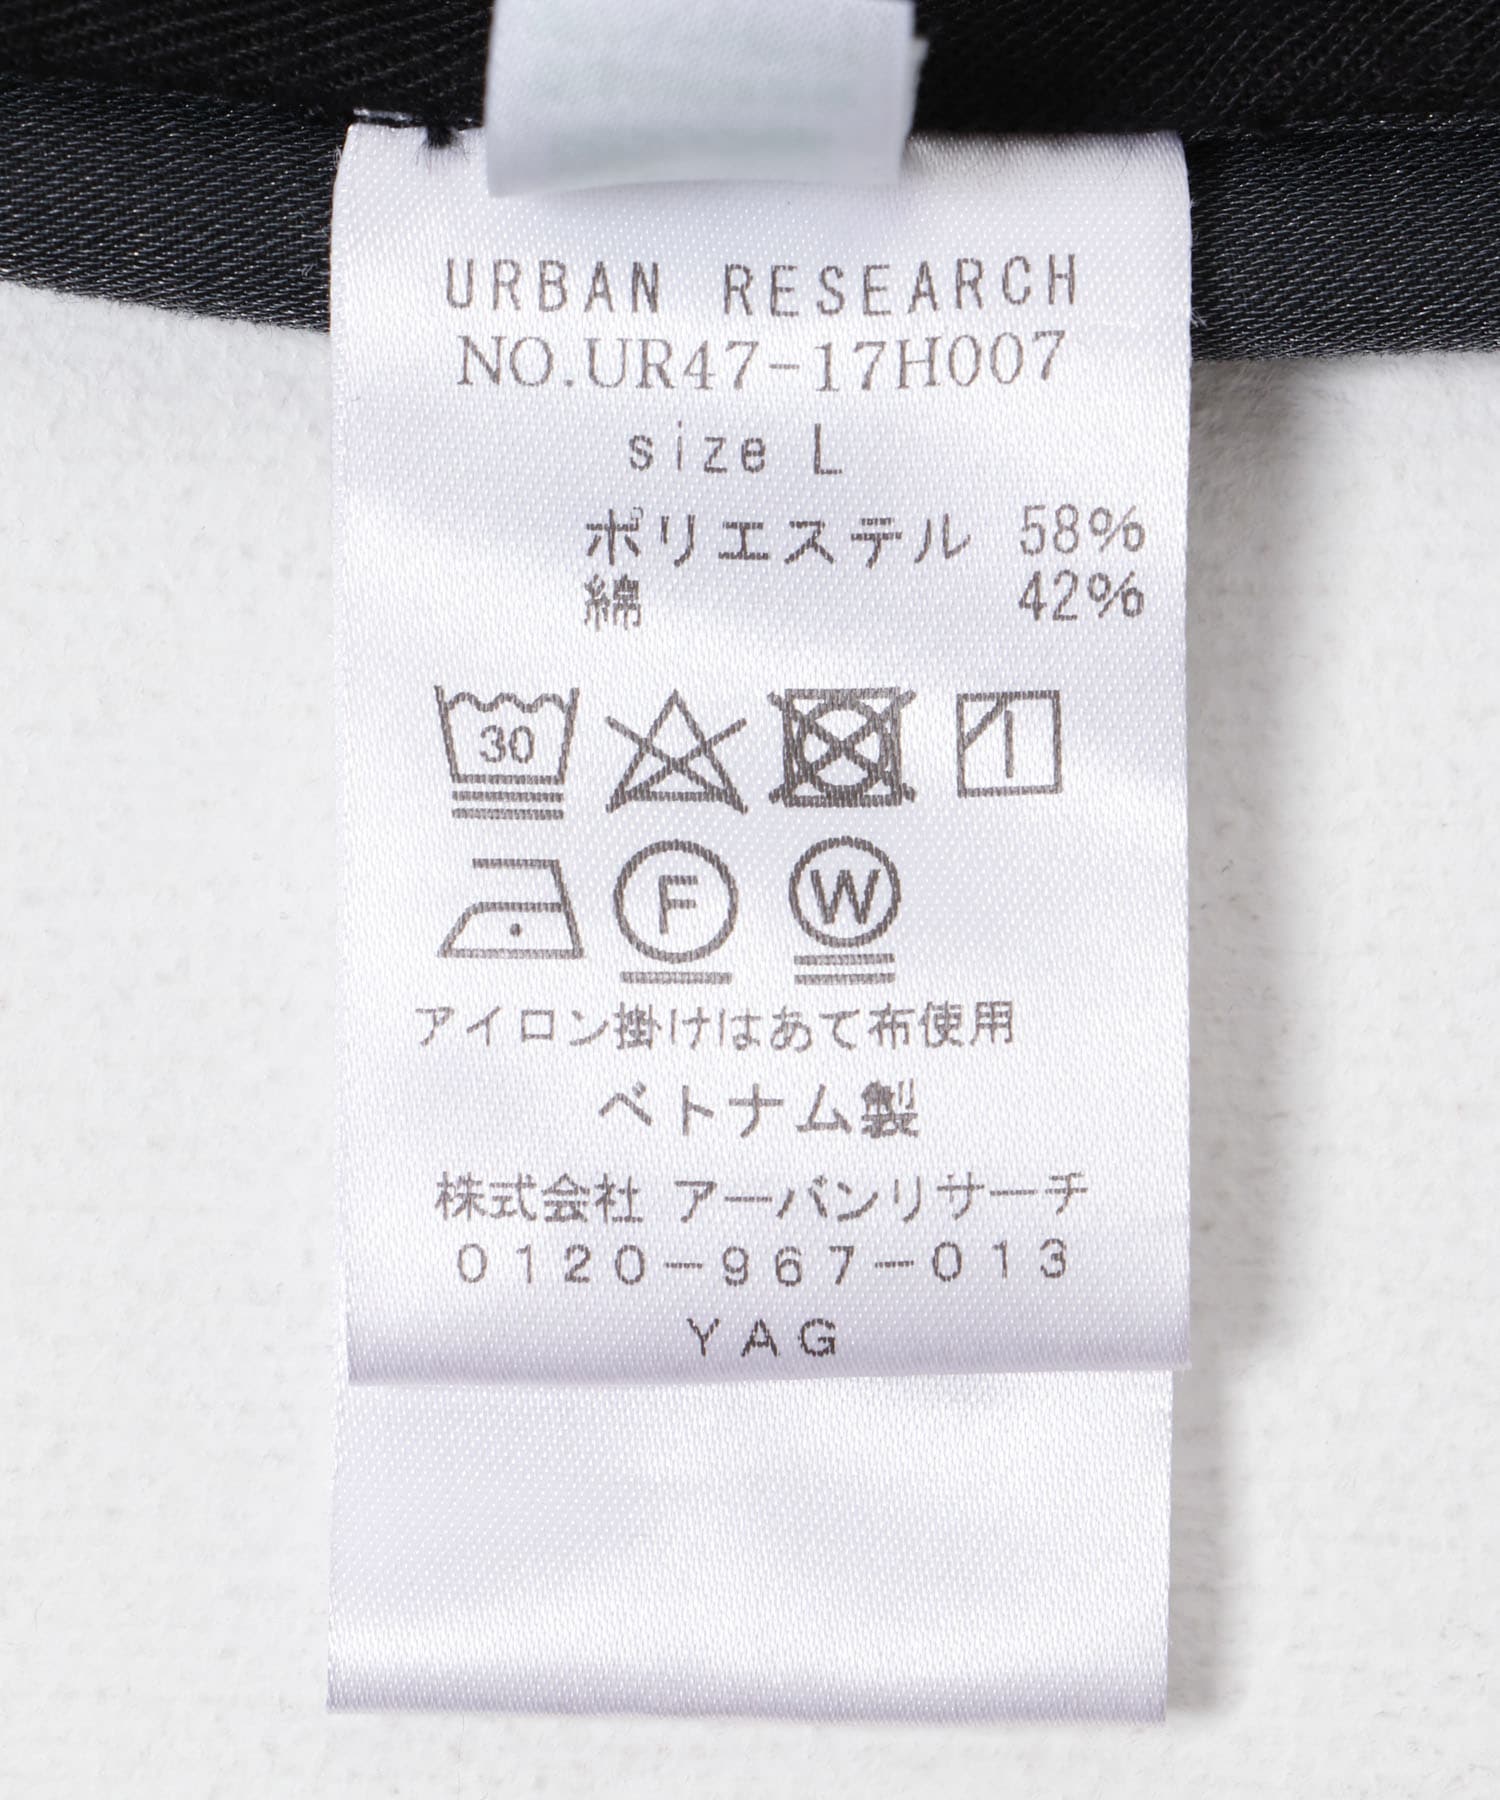 URBAN RESEARCH
NO.UR47-17H007
size L
ポリエステル 58%
綿 42%
30
F W
アイロン掛けはあて布使用
ベトナム製
株式会社 アーバンリサーチ
0120-967-013
YAG